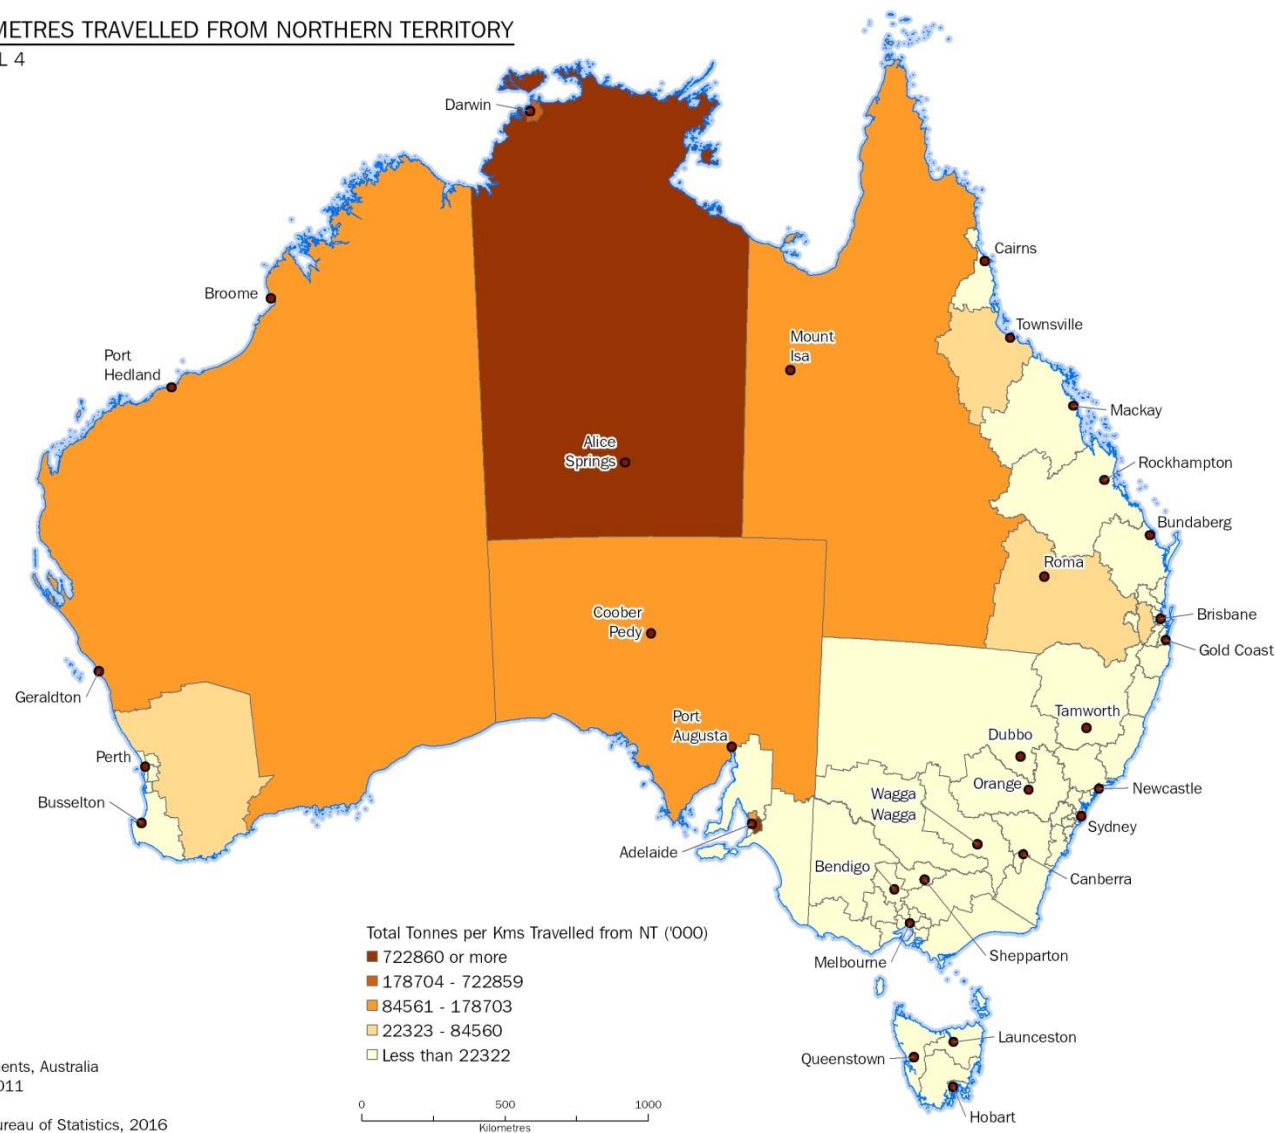 METRES TRAVELLED FROM NORTHERN TERRITORY
L 4
Darwin
Cairns
Broome
Townsville
Mount
Isa
Port
Hedland
Mackay
Alice
Springs
Rockhampton
Bundaberg
Roma
Coober
Pedy
Brisbane
Gold Coast
Geraldton
Port
Augusta
Tamworth
Dubbo
Perth
Orange
Newcastle
Wagga
Wagga
Busselton
Sydney
Adelaide
Bendigo
Canberra
Total Tonnes per Kms Travelled from NT ('000)
722860 or more
178704 - 722859
84561 - 178703
22323 - 84560
Less than 22322
Melbourne
Shepparton
Launceston
Queenstown
Hobart
ents, Australia
011
ureau of Statistics, 2016
0 500 1000
Kilometres